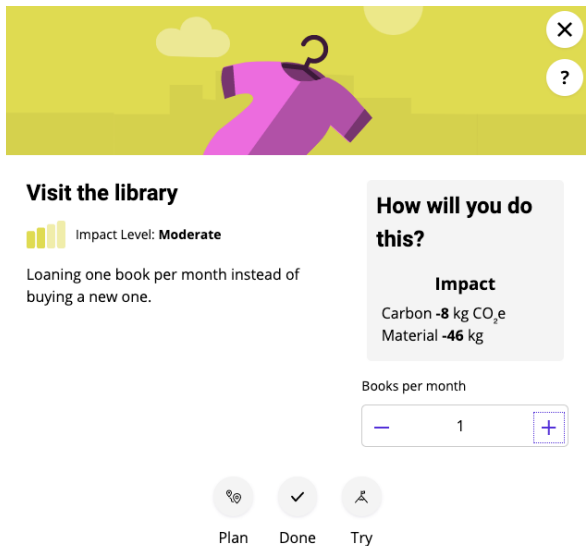 ?
Visit the library
Impact Level: Moderate
Loaning one book per month instead of
buying a new one.
How will you do
this?
Impact
Carbon -8 kg CO₂e
Material -46 kg
Books per month
1
Plan Done Try